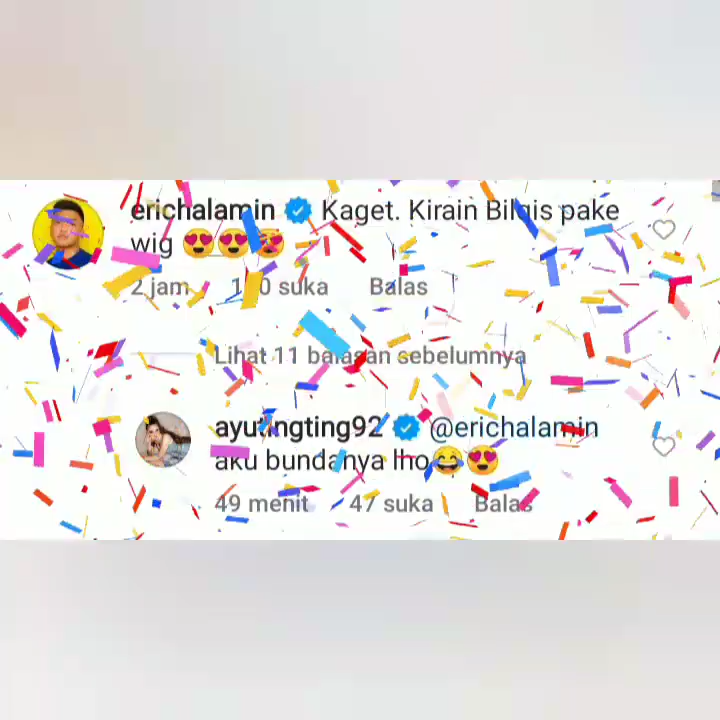 erichalamin Kaget. Kirain Bilqis pake
wig 😍😍😍
2 jam suka Balas
Lihat 11 balasan sebelumnya
ayutingting92 @erichalamin
aku bundanya lho😂😍
49 menit 47 suka Balas